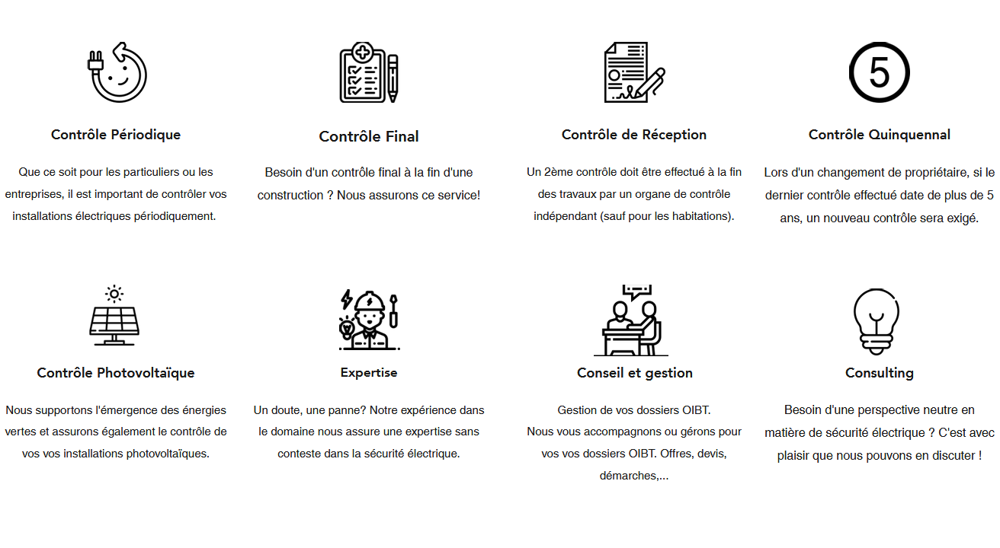 5
Contrôle Périodique
Que ce soit pour les particuliers ou les
entreprises, il est important de contrôler vos
installations électriques périodiquement.
Contrôle Final
Besoin d'un contrôle final à la fin d'une
construction ? Nous assurons ce service!
Contrôle de Réception
Un 2ème contrôle doit être effectué à la fin
des travaux par un organe de contrôle
indépendant (sauf pour les habitations).
Contrôle Quinquennal
Lors d'un changement de propriétaire, si le
dernier contrôle effectué date de plus de 5
ans, un nouveau contrôle sera exigé.
Contrôle Photovoltaïque
Nous supportons l'émergence des énergies
vertes et assurons également le contrôle de
vos vos installations photovoltaïques.
Expertise
Un doute, une panne? Notre expérience dans
le domaine nous assure une expertise sans
conteste dans la sécurité électrique.
Conseil et gestion
Gestion de vos dossiers OIBT.
Nous vous accompagnons ou gérons pour
vos vos dossiers OIBT. Offres, devis,
démarches,...
Consulting
Besoin d'une perspective neutre en
matière de sécurité électrique ? C'est avec
plaisir que nous pouvons en discuter !